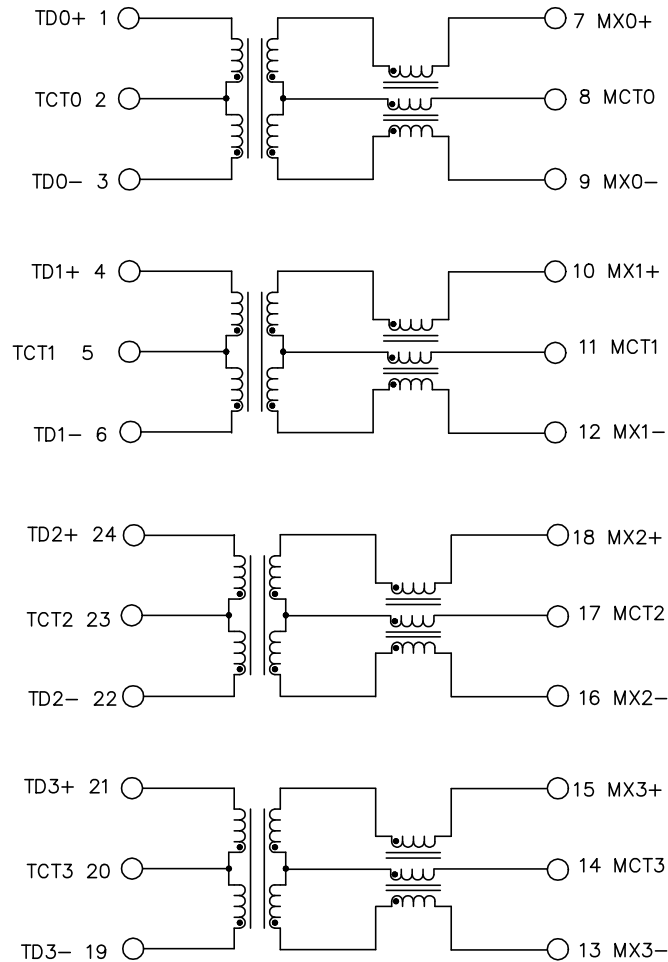 TD0+ 1
7 MX0+
TCT0 2
8 MCT0
TD0- 3
9 MX0-
TD1+ 4
10 MX1+
TCT1 5
11 MCT1
TD1- 6
12 MX1-
TD2+ 24
18 MX2+
TCT2 23
17 MCT2
TD2- 22
16 MX2-
TD3+ 21
15 MX3+
TCT3 20
14 MCT3
TD3- 19
13 MX3-